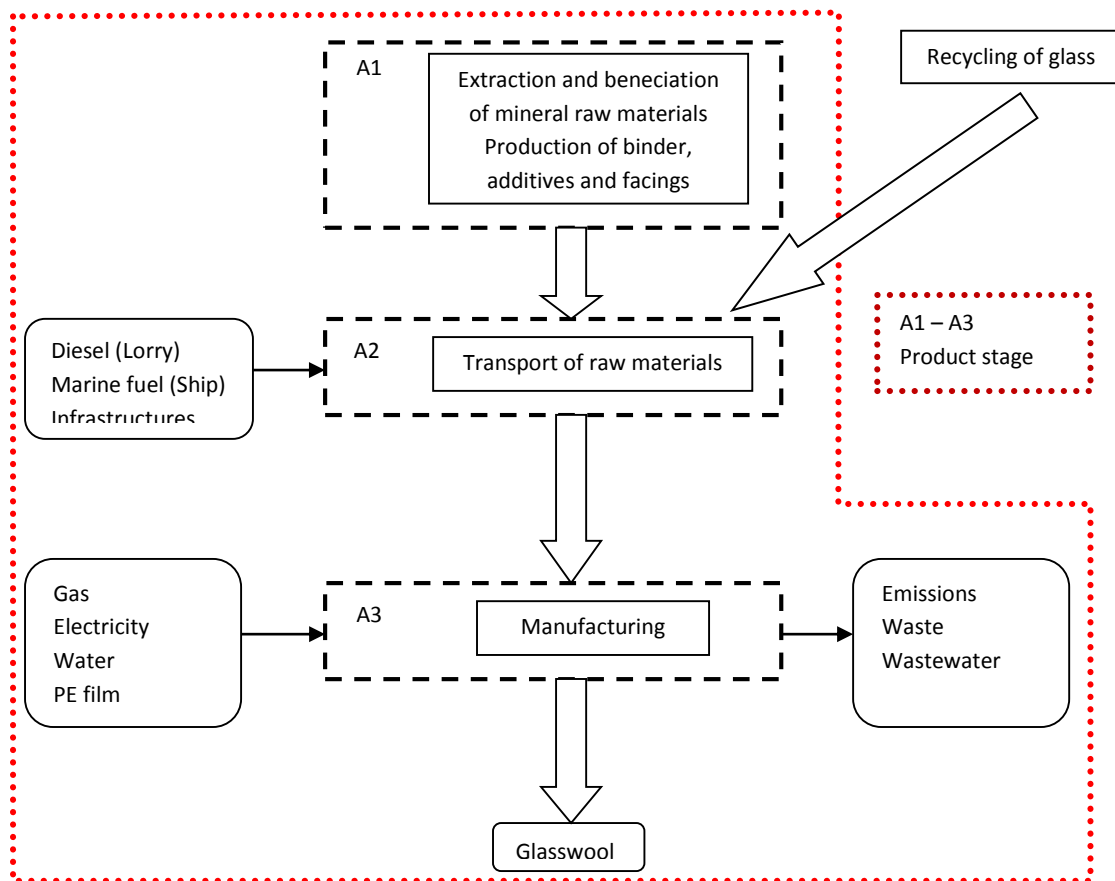 A1
Extraction and beneciation
of mineral raw materials
Production of binder,
additives and facings
Recycling of glass
A1 – A3
Product stage
Diesel (Lorry)
Marine fuel (Ship)
Infrastructures
A2
Transport of raw materials
Gas
Electricity
Water
PE film
A3
Manufacturing
Emissions
Waste
Wastewater
Glasswool